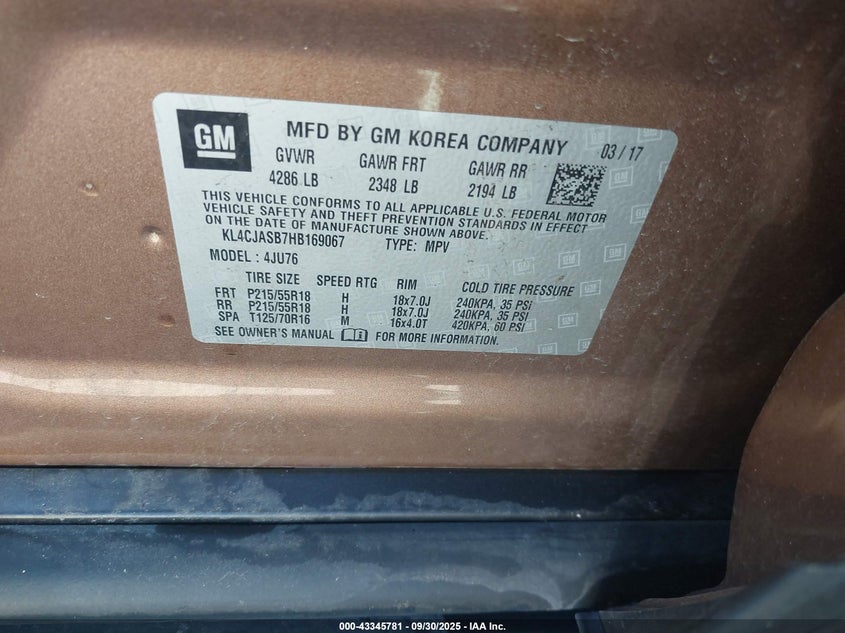 GM
MFD BY GM KOREA COMPANY 03/17
GVWR GAWR FRT GAWR RR
4286 LB 2348 LB 2194 LB
THIS VEHICLE CONFORMS TO ALL APPLICABLE U.S. FEDERAL MOTOR
VEHICLE SAFETY AND THEFT PREVENTION STANDARDS IN EFFECT
ON THE DATE OF MANUFACTURE SHOWN ABOVE.
KL4CJASB7HB169067 TYPE: MPV
MODEL: 4JU76
TIRE SIZE SPEED RTG RIM COLD TIRE PRESSURE
FRT P215/55R18 H 18x7.0J 240KPA, 35 PSI
RR P215/55R18 H 18x7.0J 240KPA, 35 PSI
SPA T125/70R16 M 16x4.0T 420KPA, 60 PSI
SEE OWNER'S MANUAL FOR MORE INFORMATION.
000-43345781 - 09/30/2025 - IAA Inc.